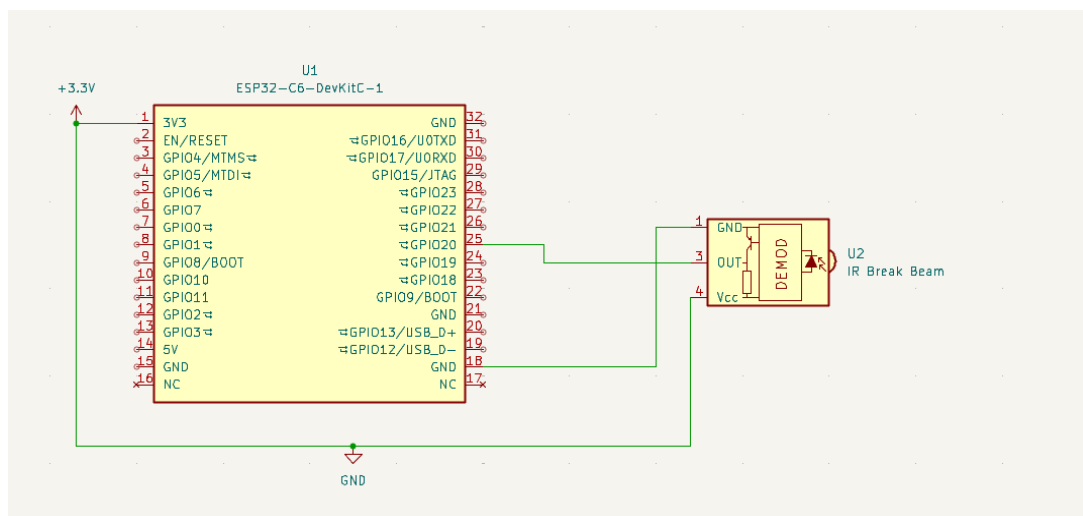 U1
ESP32-C6-DevKitC-1
+3.3V
1 3V3
2 EN/RESET
3 GPIO4/MTMS
4 GPIO5/MTDI
5 GPIO6
6 GPIO7
7 GPIO0
8 GPIO1
9 GPIO8/BOOT
10 GPIO10
11 GPIO11
12 GPIO2
13 GPIO3
14 5V
15 GND
16 NC
GND 32
GPIO16/U0TXD 31
GPIO17/U0RXD 30
GPIO15/JTAG 29
GPIO23 28
GPIO22 27
GPIO21 26
GPIO20 25
GPIO19 24
GPIO18 23
GPIO9/BOOT 22
GND 21
GPIO13/USB_D+ 20
GPIO12/USB_D- 19
GND 18
NC 17
1 GND
3 OUT
4 Vcc
DEMOD
U2
IR Break Beam
GND